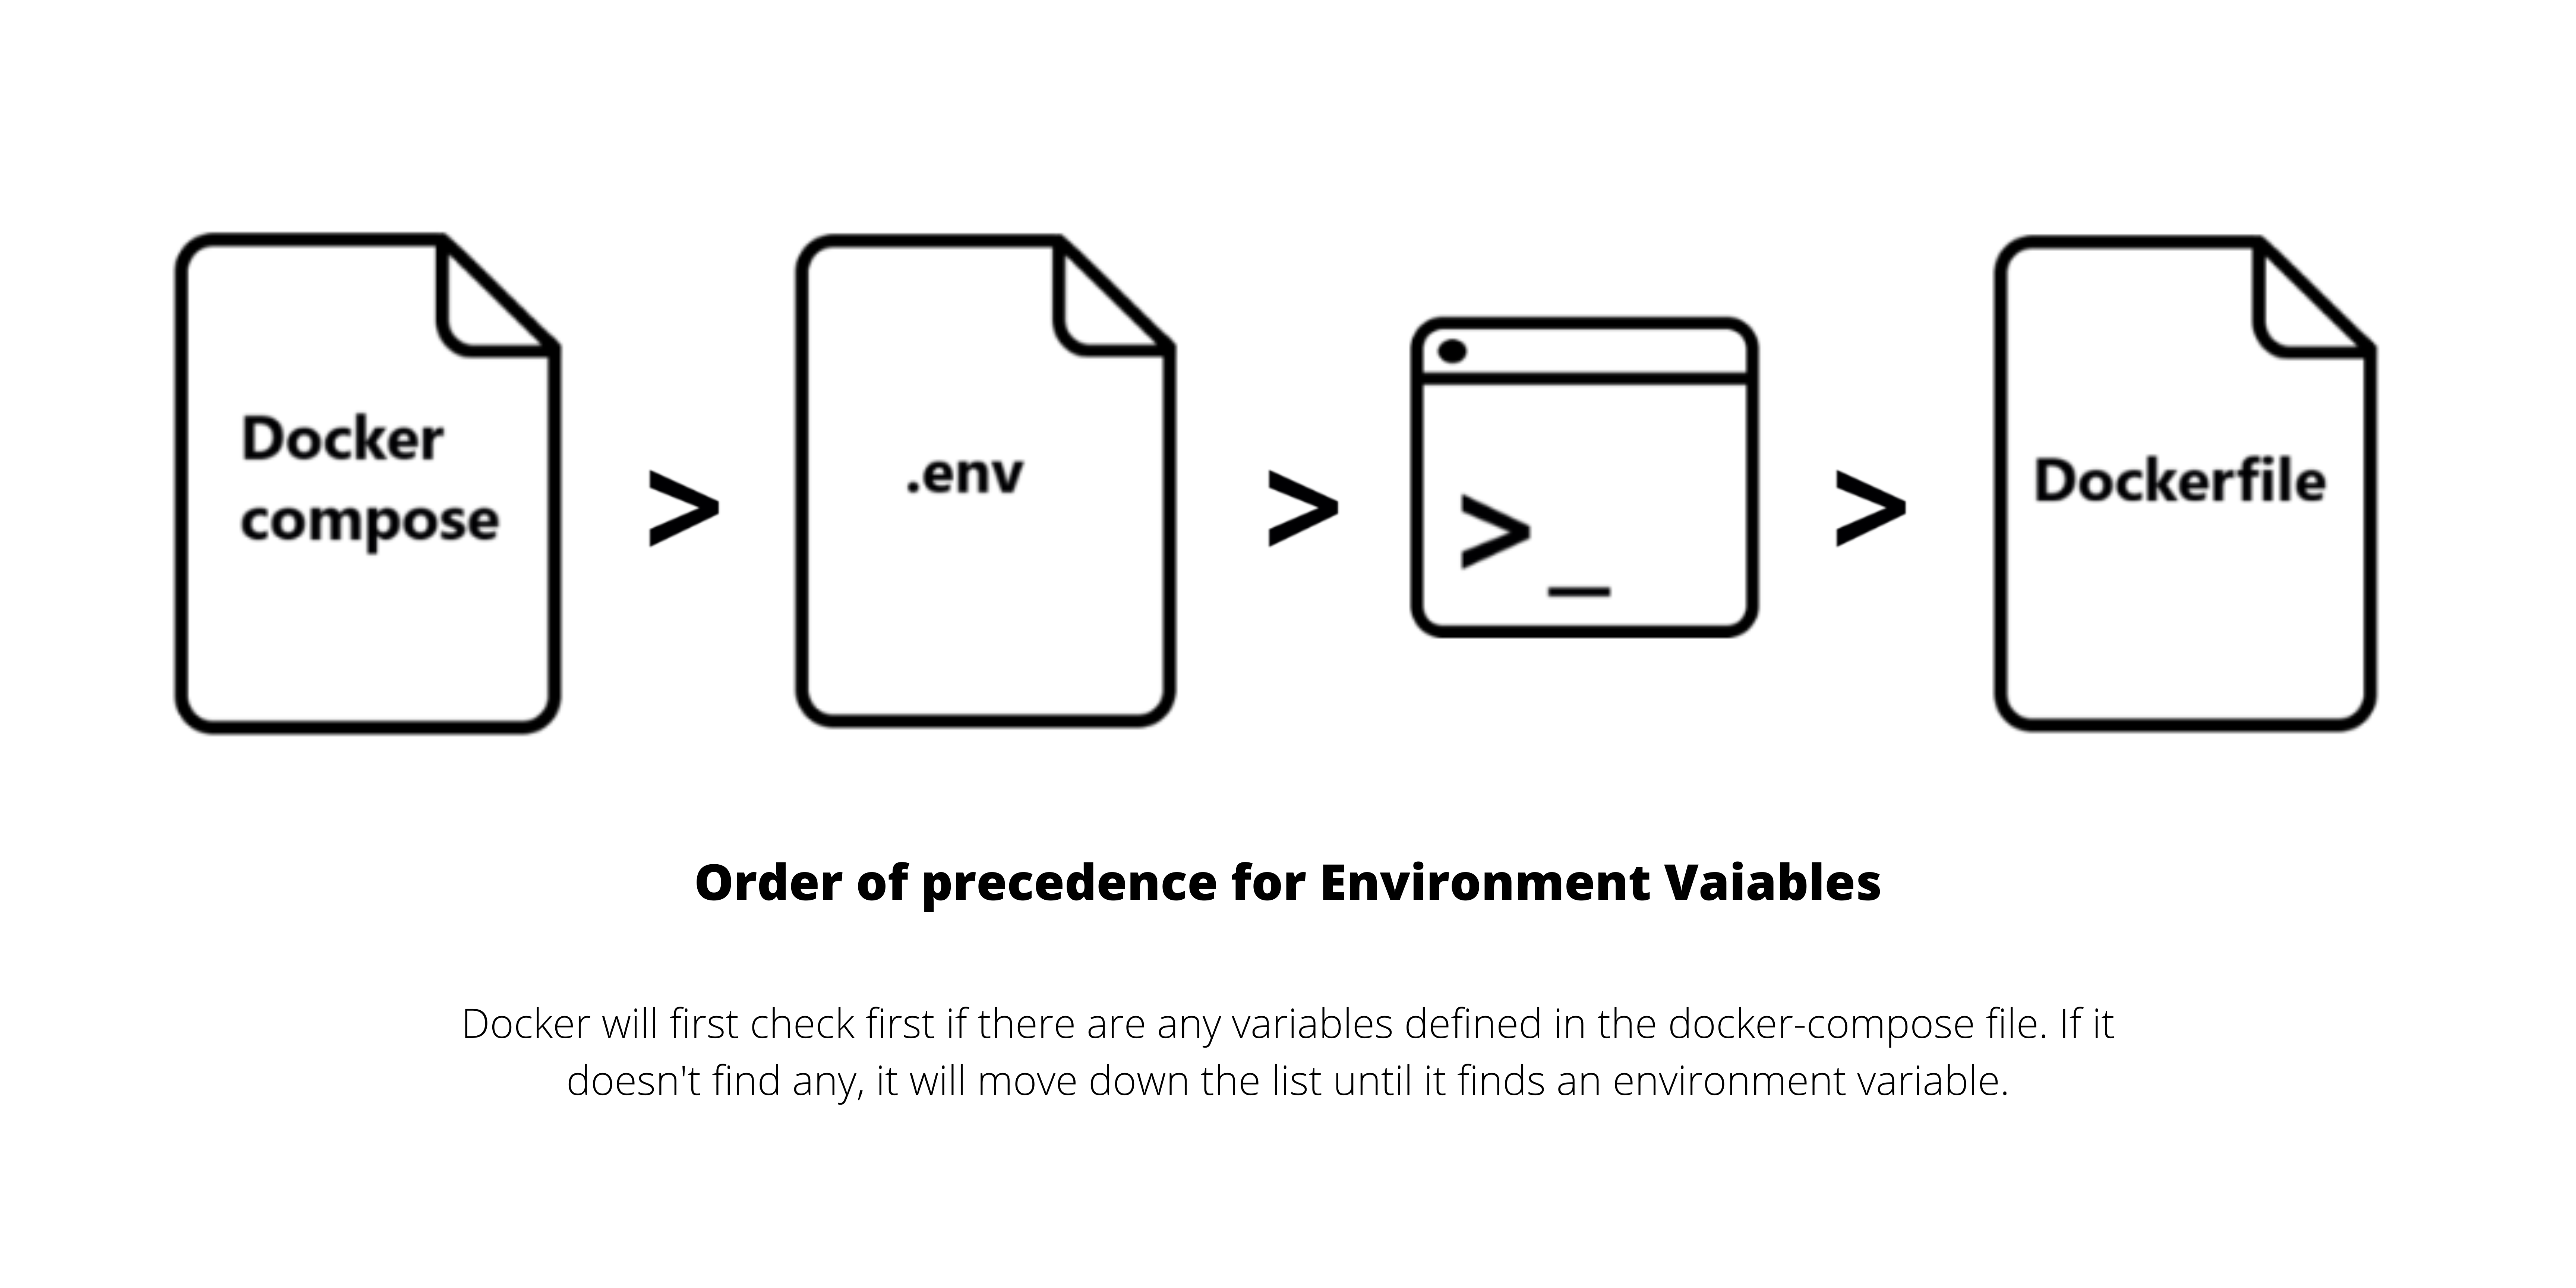 Docker
compose
>
.env
>
>_
>
Dockerfile
Order of precedence for Environment Vaiables
Docker will first check first if there are any variables defined in the docker-compose file. If it
doesn't find any, it will move down the list until it finds an environment variable.